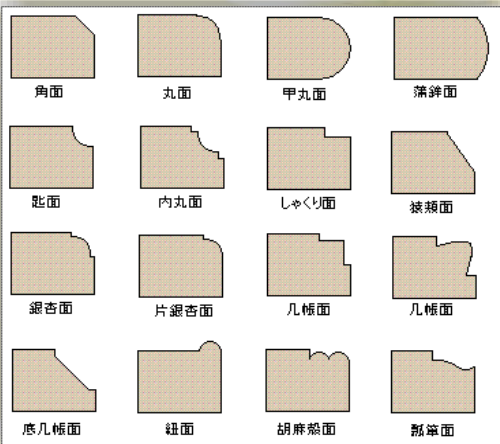 角面
丸面
甲丸面
蒲鉾面
匙面
内丸面
しゃくり面
猿頬面
銀杏面
片銀杏面
几帳面
几帳面
底几帳面
紐面
胡麻殻面
瓢箪面